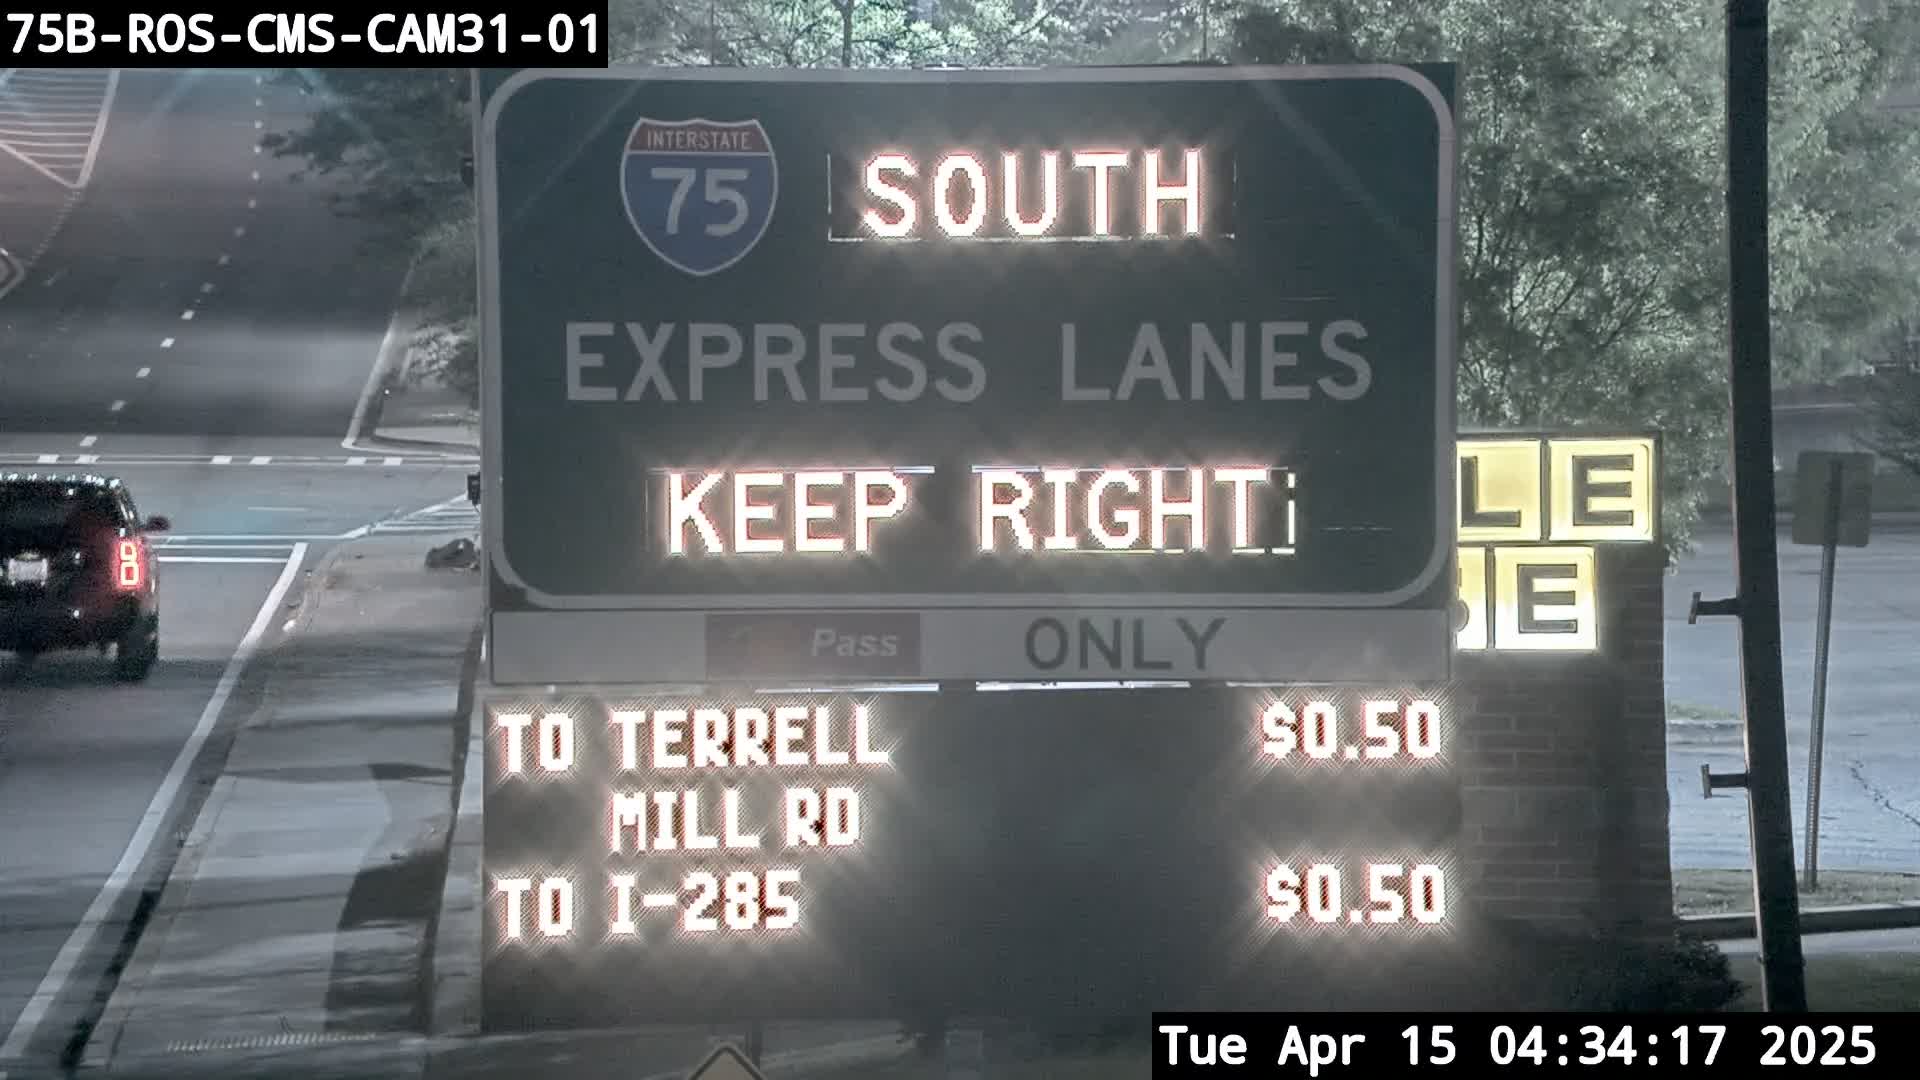 75B-ROS-CMS-CAM31-01
INTERSTATE
75
SOUTH
EXPRESS LANES
KEEP RIGHT
Pass ONLY
TO TERRELL $0.50
MILL RD
TO I-285 $0.50
LE
E
Tue Apr 15 04:34:17 2025